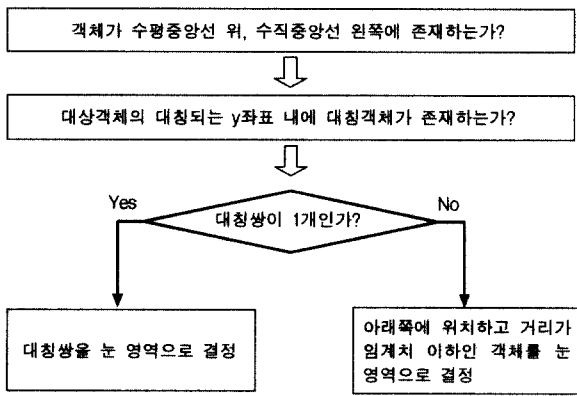 객체가 수평중앙선 위, 수직중앙선 왼쪽에 존재하는가?
대상객체의 대칭되는 y좌표 내에 대칭객체가 존재하는가?
Yes
No
대칭쌍이 1개인가?
대칭쌍을 눈 영역으로 결정
아래쪽에 위치하고 거리가
임계치 이하인 객체를 눈
영역으로 결정